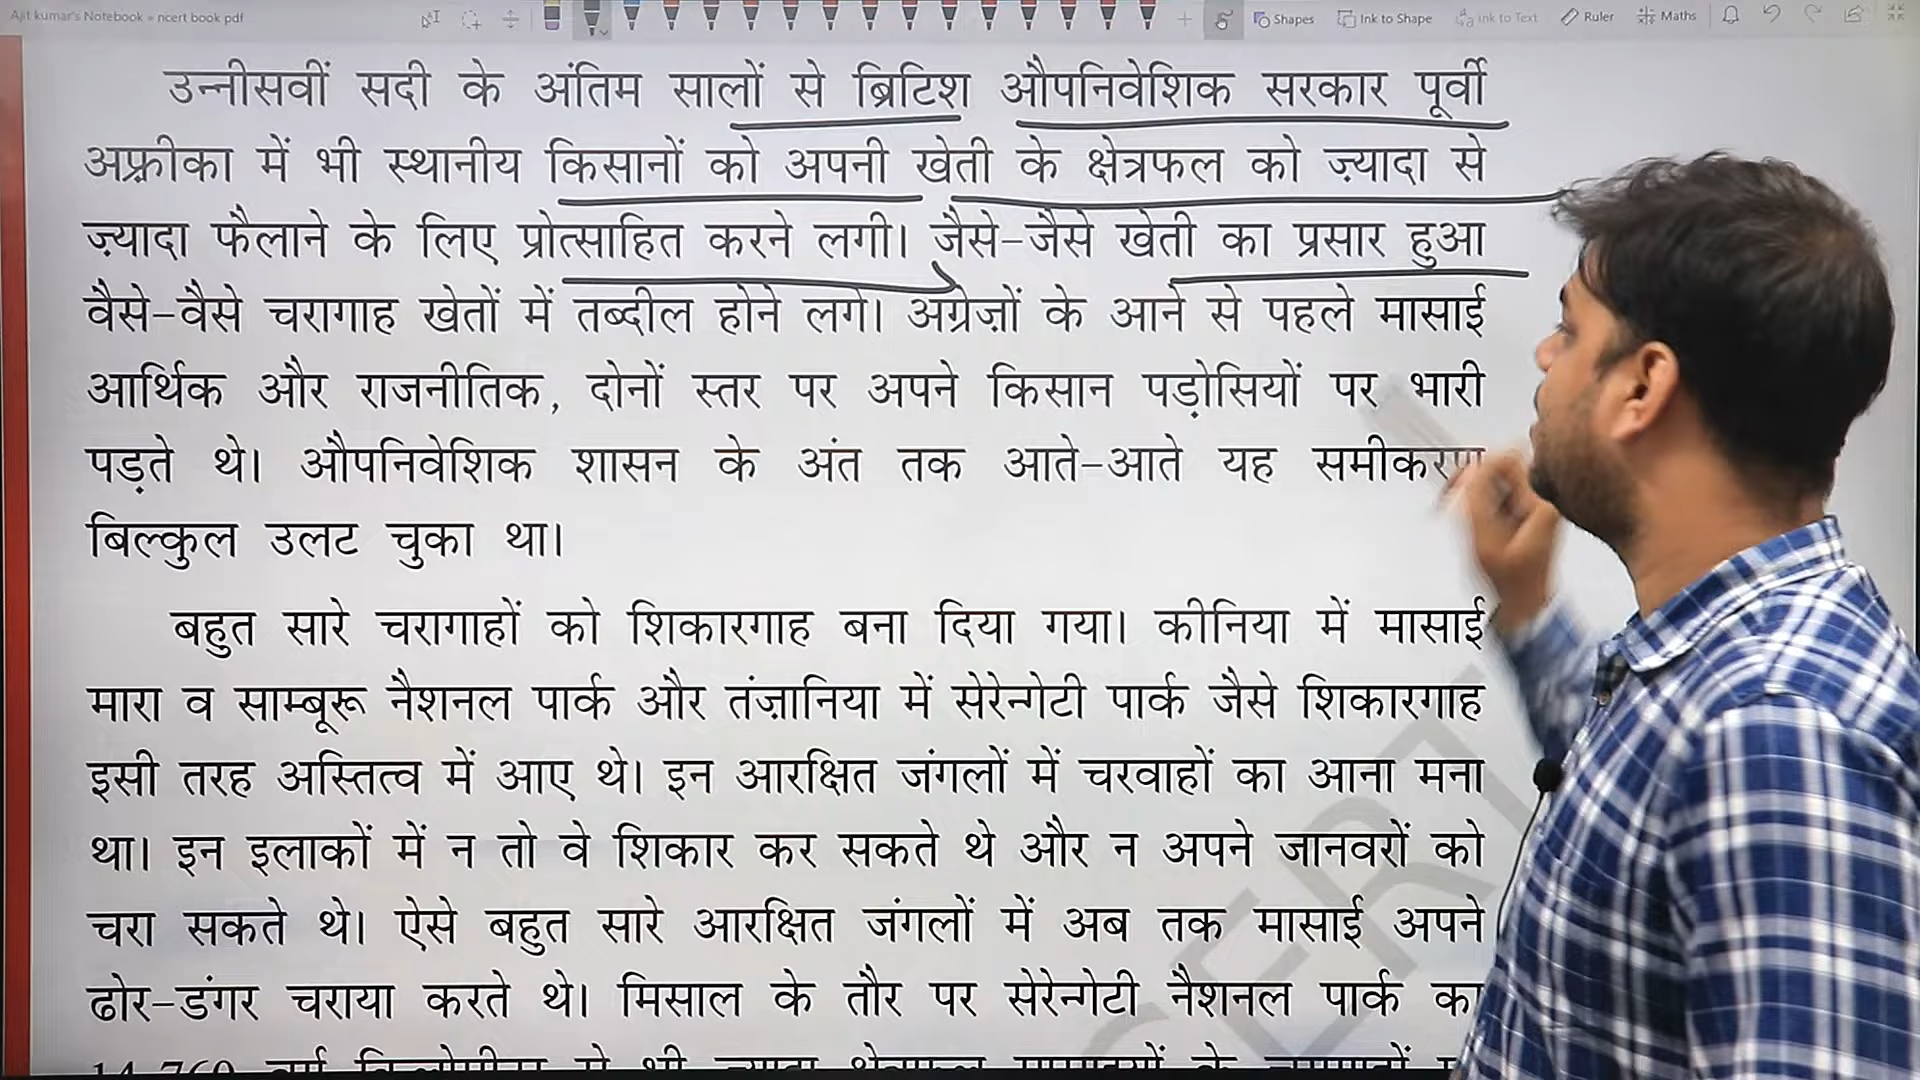 Ajit kumar's Notebook » ncert book pdf
Shapes Ink to Shape Ink to Text Ruler Maths
उन्नीसवीं सदी के अंतिम सालों से ब्रिटिश औपनिवेशिक सरकार पूर्वी
अफ़्रीका में भी स्थानीय किसानों को अपनी खेती के क्षेत्रफल को ज़्यादा से
ज़्यादा फैलाने के लिए प्रोत्साहित करने लगी। जैसे-जैसे खेती का प्रसार हुआ
वैसे-वैसे चरागाह खेतों में तब्दील होने लगे। अंग्रेज़ों के आने से पहले मासाई
आर्थिक और राजनीतिक, दोनों स्तर पर अपने किसान पड़ोसियों पर भारी
पड़ते थे। औपनिवेशिक शासन के अंत तक आते-आते यह समीकरण
बिल्कुल उलट चुका था।
बहुत सारे चरागाहों को शिकारगाह बना दिया गया। कीनिया में मासाई
मारा व साम्बूरू नैशनल पार्क और तंज़ानिया में सेरेन्गेटी पार्क जैसे शिकारगाह
इसी तरह अस्तित्व में आए थे। इन आरक्षित जंगलों में चरवाहों का आना मना
था। इन इलाकों में न तो वे शिकार कर सकते थे और न अपने जानवरों को
चरा सकते थे। ऐसे बहुत सारे आरक्षित जंगलों में अब तक मासाई अपने
ढोर-डंगर चराया करते थे। मिसाल के तौर पर सेरेन्गेटी नैशनल पार्क का